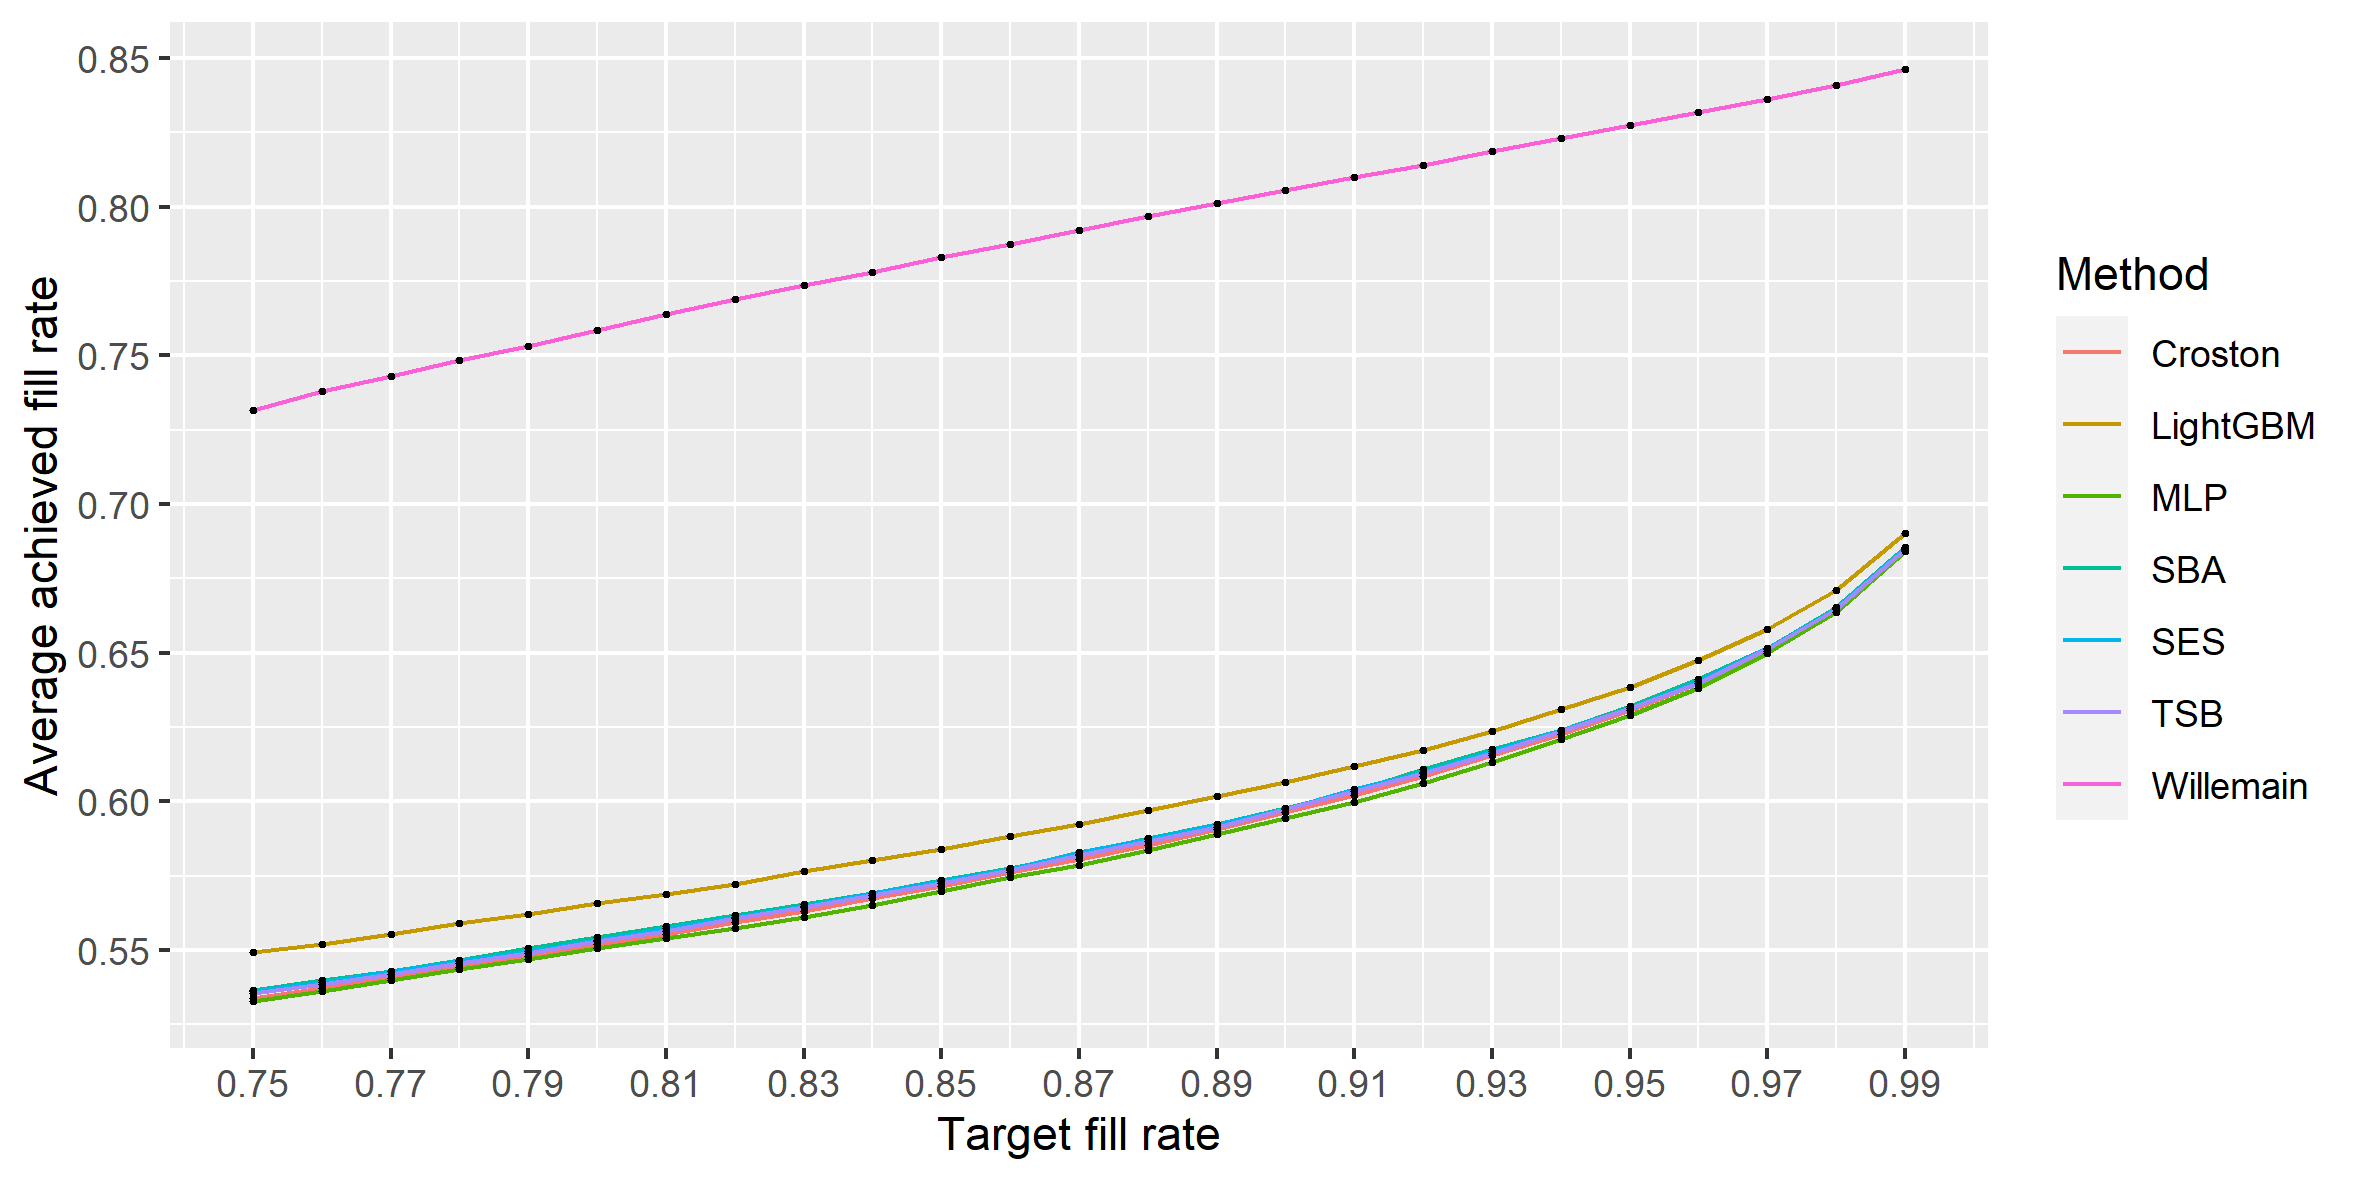 0.85
0.80
0.75
0.70
0.65
0.60
0.55
Average achieved fill rate
0.75 0.77 0.79 0.81 0.83 0.85 0.87 0.89 0.91 0.93 0.95 0.97 0.99
Target fill rate
Method
Croston
LightGBM
MLP
SBA
SES
TSB
Willemain